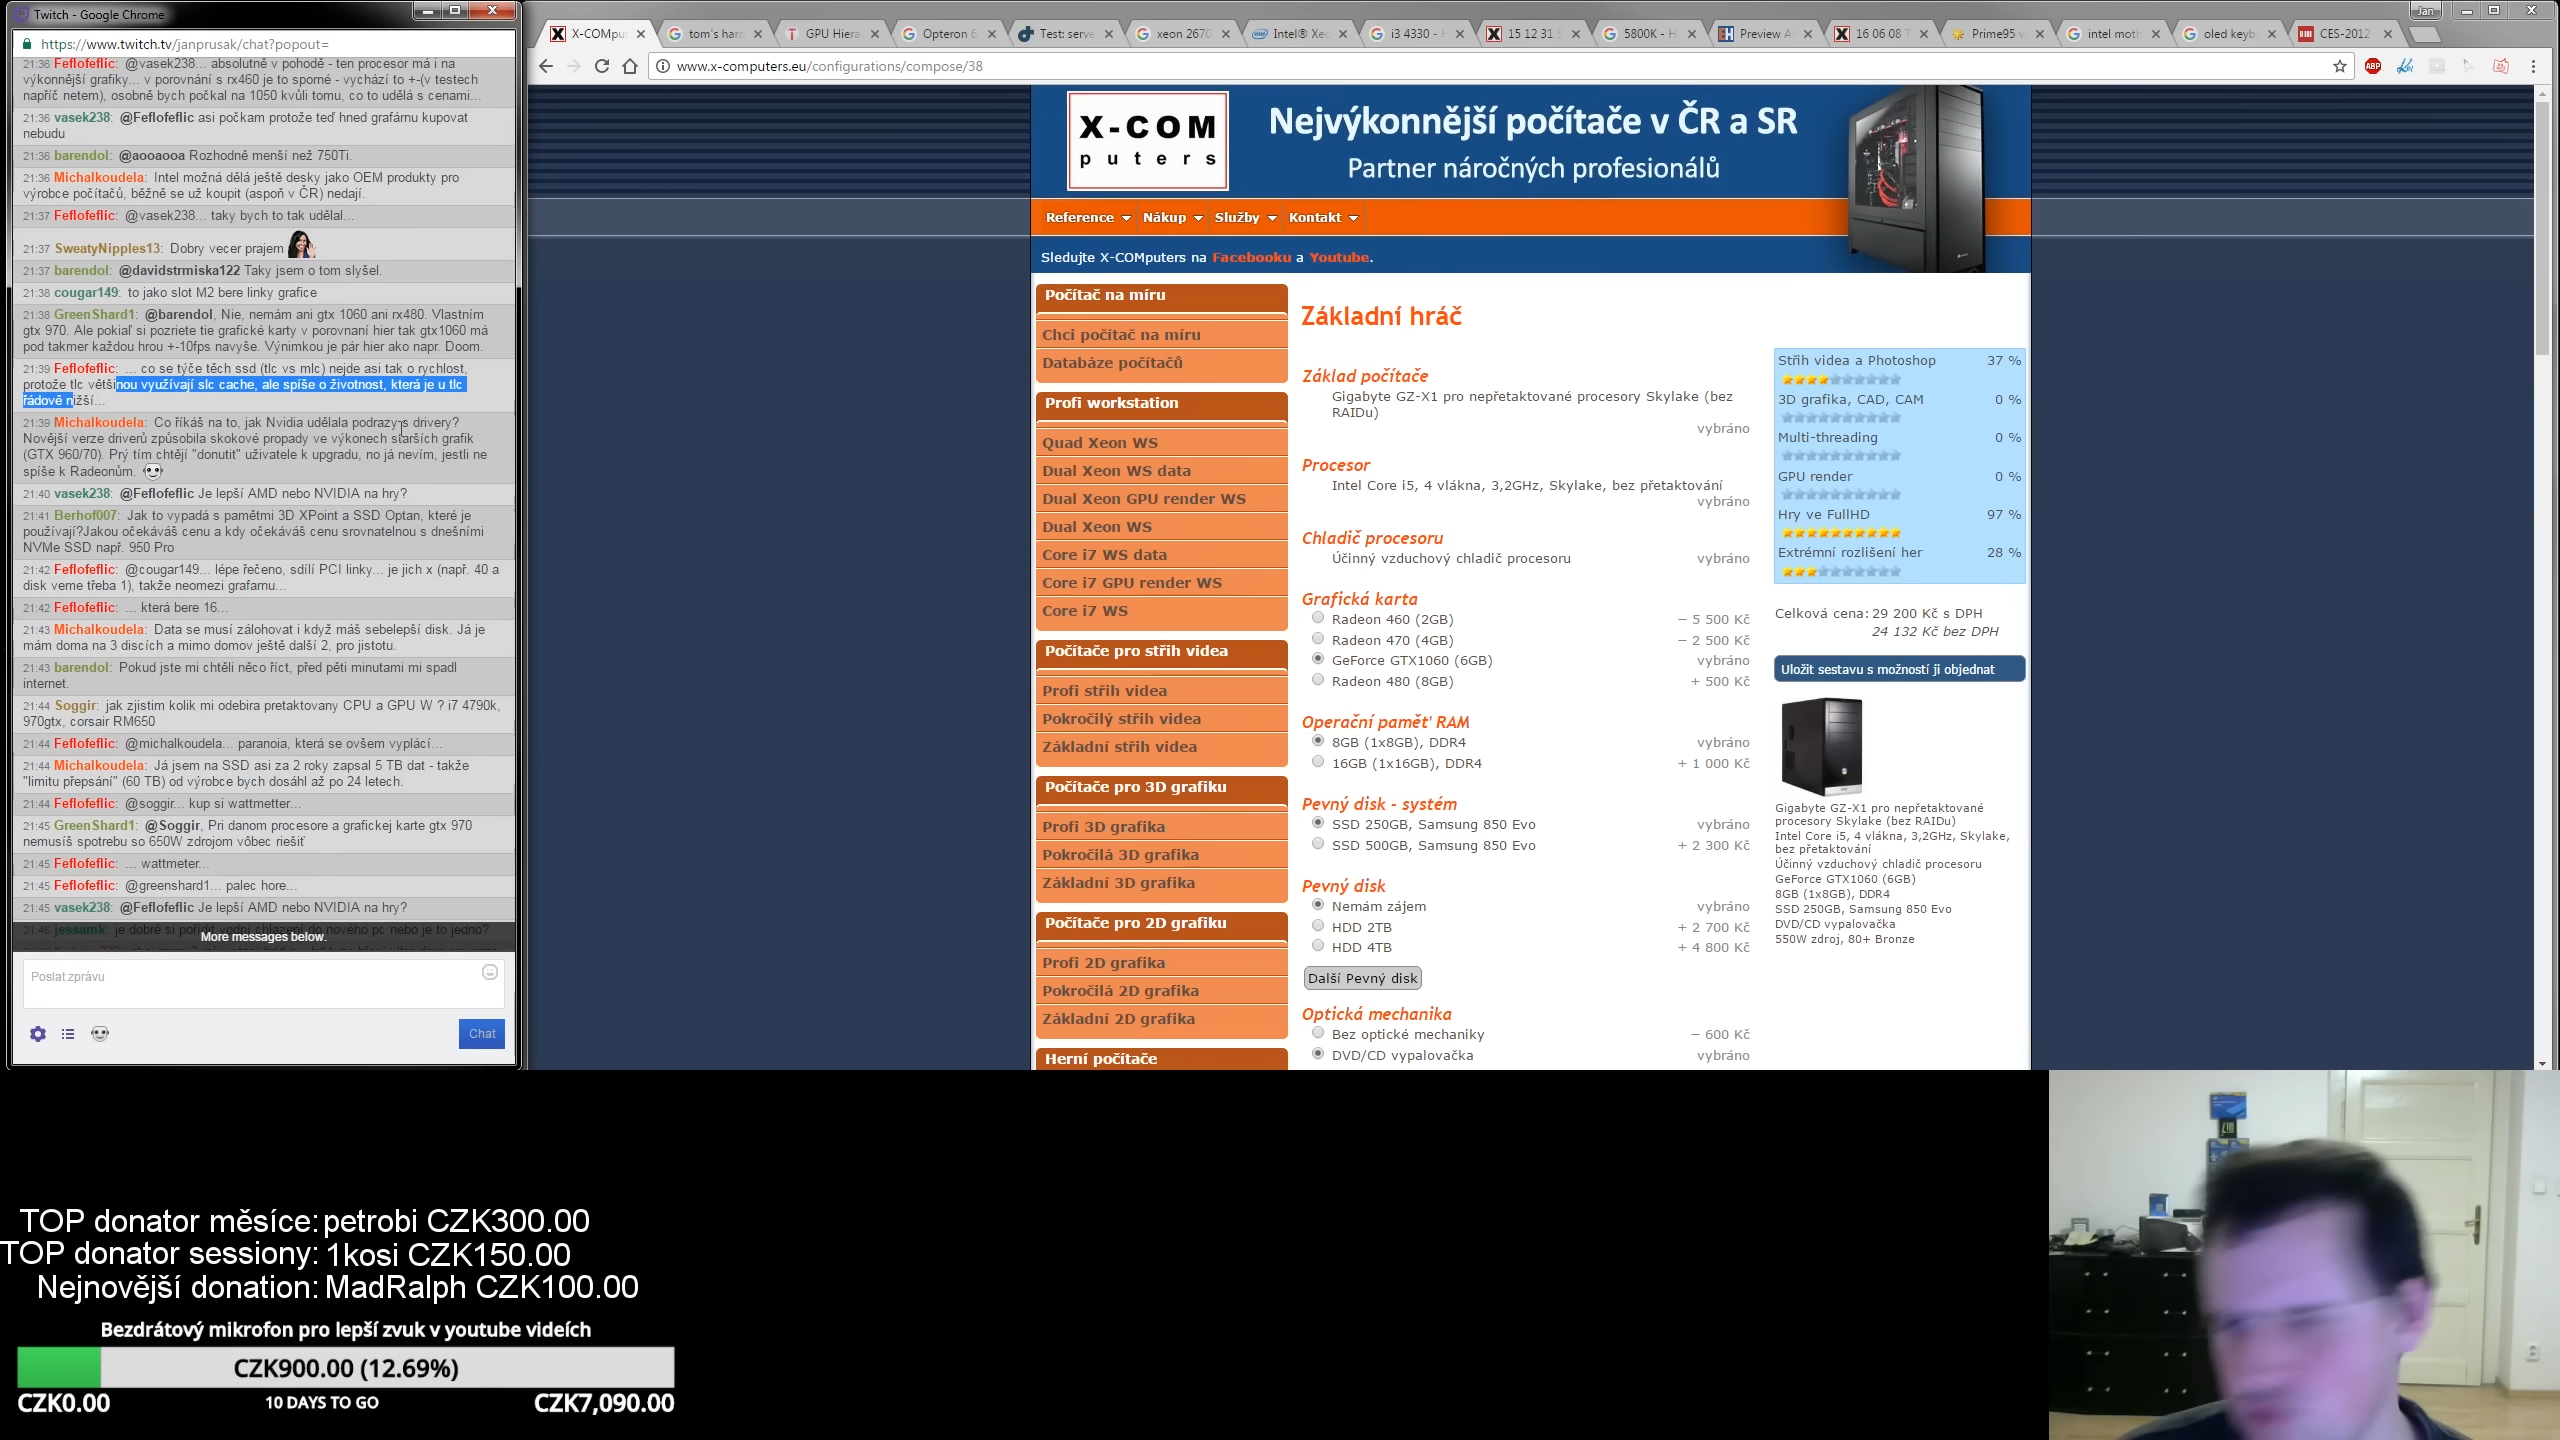 Twitch - Google Chrome
https://www.twitch.tv/janprusak/chat?popout=
21:36 Feflofeflic: @vasek238... absolutně v pohodě - ten procesor má i na
výkonnější grafiky... v porovnání s rx460 je to sporné - vychází to +-(v testech
napříč netem), osobně bych počkal na 1050 kvůli tomu, co to udělá s cenami...
21:36 vasek238: @Feflofeflic asi počkam protože teď hned grafárnu kupovat
nebudu
21:36 barendol: @aooaooa Rozhodně menší než 750Ti.
21:36 Michalkoudela: Intel možná dělá ještě desky jako OEM produkty pro
výrobce počítačů, běžně se už koupit (aspoň v ČR) nedají.
21:37 Feflofeflic: @vasek238... taky bych to tak udělal...
21:37 SweatyNipples13: Dobry vecer prajem
21:37 barendol: @davidstrmiska122 Taky jsem o tom slyšel.
21:38 cougar149: to jako slot M2 bere linky grafice
21:38 GreenShard1: @barendol, Nie, nemám ani gtx 1060 ani rx480. Vlastním
gtx 970. Ale pokiaľ si pozriete tie grafické karty v porovnaní hier tak gtx1060 má
pod takmer každou hrou +-10fps navyše. Výnimkou je pár hier ako napr. Doom.
21:39 Feflofeflic: ... co se týče těch ssd (tlc vs mlc) nejde asi tak o rychlost,
protože tlc většinou využívají slc cache, ale spíše o životnost, která je u tlc
řádově nižší...
21:39 Michalkoudela: Co říkáš na to, jak Nvidia udělala podrazy s drivery?
Novější verze driverů způsobila skokové propady ve výkonech starších grafik
(GTX 960/70). Prý tím chtějí "donutit" uživatele k upgradu, no já nevím, jestli ne
spíše k Radeonům.
21:40 vasek238: @Feflofeflic Je lepší AMD nebo NVIDIA na hry?
21:41 Berhof007: Jak to vypadá s pamětmi 3D XPoint a SSD Optan, které je
používají?Jakou očekáváš cenu a kdy očekáváš cenu srovnatelnou s dnešními
NVMe SSD např. 950 Pro
21:42 Feflofeflic: @cougar149... lépe řečeno, sdílí PCI linky... je jich x (např. 40 a
disk veme třeba 1), takže neomezi grafarnu...
21:42 Feflofeflic: ... která bere 16...
21:43 Michalkoudela: Data se musí zálohovat i když máš sebelepší disk. Já je
mám doma na 3 discích a mimo domov ještě další 2, pro jistotu.
21:43 barendol: Pokud jste mi chtěli něco říct, před pěti minutami mi spadl
internet.
21:44 Soggir: jak zjistim kolik mi odebira pretaktovany CPU a GPU W ? i7 4790k,
970gtx, corsair RM650
21:44 Feflofeflic: @michalkoudela... paranoia, která se ovšem vyplácí...
21:44 Michalkoudela: Já jsem na SSD asi za 2 roky zapsal 5 TB dat - takže
"limitu přepsání" (60 TB) od výrobce bych dosáhl až po 24 letech.
21:44 Feflofeflic: @soggir... kup si wattmetter...
21:45 GreenShard1: @Soggir, Pri danom procesore a grafickej karte gtx 970
nemusíš spotrebu so 650W zdrojom vôbec riešiť
21:45 Feflofeflic: ... wattmeter...
21:45 Feflofeflic: @greenshard1... palec hore...
21:45 vasek238: @Feflofeflic Je lepší AMD nebo NVIDIA na hry?
21:46 jessamk: je dobré si pořídit vodní chlazení do nového pc nebo je to jedno?
More messages below.
Poslat zprávu
Chat
X-COMpu
tom's hard
GPU Hiera
Opteron 6
Test: serve
xeon 2670
Intel® Xeo
i3 4330 - H
15 12 31 S
5800K - H
Preview A
16 06 08 T
Prime95 v
intel moth
oled keyb
CES-2012
Jan
www.x-computers.eu/configurations/compose/38
ABP
X-COM
puters
Nejvýkonnější počítače v ČR a SR
Partner náročných profesionálů
Reference Nákup Služby Kontakt
Sledujte X-COMputers na Facebooku a Youtube.
Počítač na míru
Chci počítač na míru
Databáze počítačů
Profi workstation
Quad Xeon WS
Dual Xeon WS data
Dual Xeon GPU render WS
Dual Xeon WS
Core i7 WS data
Core i7 GPU render WS
Core i7 WS
Počítače pro střih videa
Profi střih videa
Pokročilý střih videa
Základní střih videa
Počítače pro 3D grafiku
Profi 3D grafika
Pokročilá 3D grafika
Základní 3D grafika
Počítače pro 2D grafiku
Profi 2D grafika
Pokročilá 2D grafika
Základní 2D grafika
Herní počítače
Základní hráč
Základ počítače
Gigabyte GZ-X1 pro nepřetaktované procesory Skylake (bez
RAIDu)
vybráno
Procesor
Intel Core i5, 4 vlákna, 3,2GHz, Skylake, bez přetaktování
vybráno
Chladič procesoru
Účinný vzduchový chladič procesoru vybráno
Grafická karta
Radeon 460 (2GB) − 5 500 Kč
Radeon 470 (4GB) − 2 500 Kč
GeForce GTX1060 (6GB) vybráno
Radeon 480 (8GB) + 500 Kč
Operační paměť RAM
8GB (1x8GB), DDR4 vybráno
16GB (1x16GB), DDR4 + 1 000 Kč
Pevný disk - systém
SSD 250GB, Samsung 850 Evo vybráno
SSD 500GB, Samsung 850 Evo + 2 300 Kč
Pevný disk
Nemám zájem vybráno
HDD 2TB + 2 700 Kč
HDD 4TB + 4 800 Kč
Další Pevný disk
Optická mechanika
Bez optické mechaniky − 600 Kč
DVD/CD vypalovačka vybráno
Střih videa a Photoshop 37 %
3D grafika, CAD, CAM 0 %
Multi-threading 0 %
GPU render 0 %
Hry ve FullHD 97 %
Extrémní rozlišení her 28 %
Celková cena: 29 200 Kč s DPH
24 132 Kč bez DPH
Uložit sestavu s možností ji objednat
Gigabyte GZ-X1 pro nepřetaktované
procesory Skylake (bez RAIDu)
Intel Core i5, 4 vlákna, 3,2GHz, Skylake,
bez přetaktování
Účinný vzduchový chladič procesoru
GeForce GTX1060 (6GB)
8GB (1x8GB), DDR4
SSD 250GB, Samsung 850 Evo
DVD/CD vypalovačka
550W zdroj, 80+ Bronze
TOP donator měsíce: petrobi CZK300.00
TOP donator sessiony: 1kosi CZK150.00
Nejnovější donation: MadRalph CZK100.00
Bezdrátový mikrofon pro lepší zvuk v youtube videích
CZK900.00 (12.69%)
CZK0.00 10 DAYS TO GO CZK7,090.00